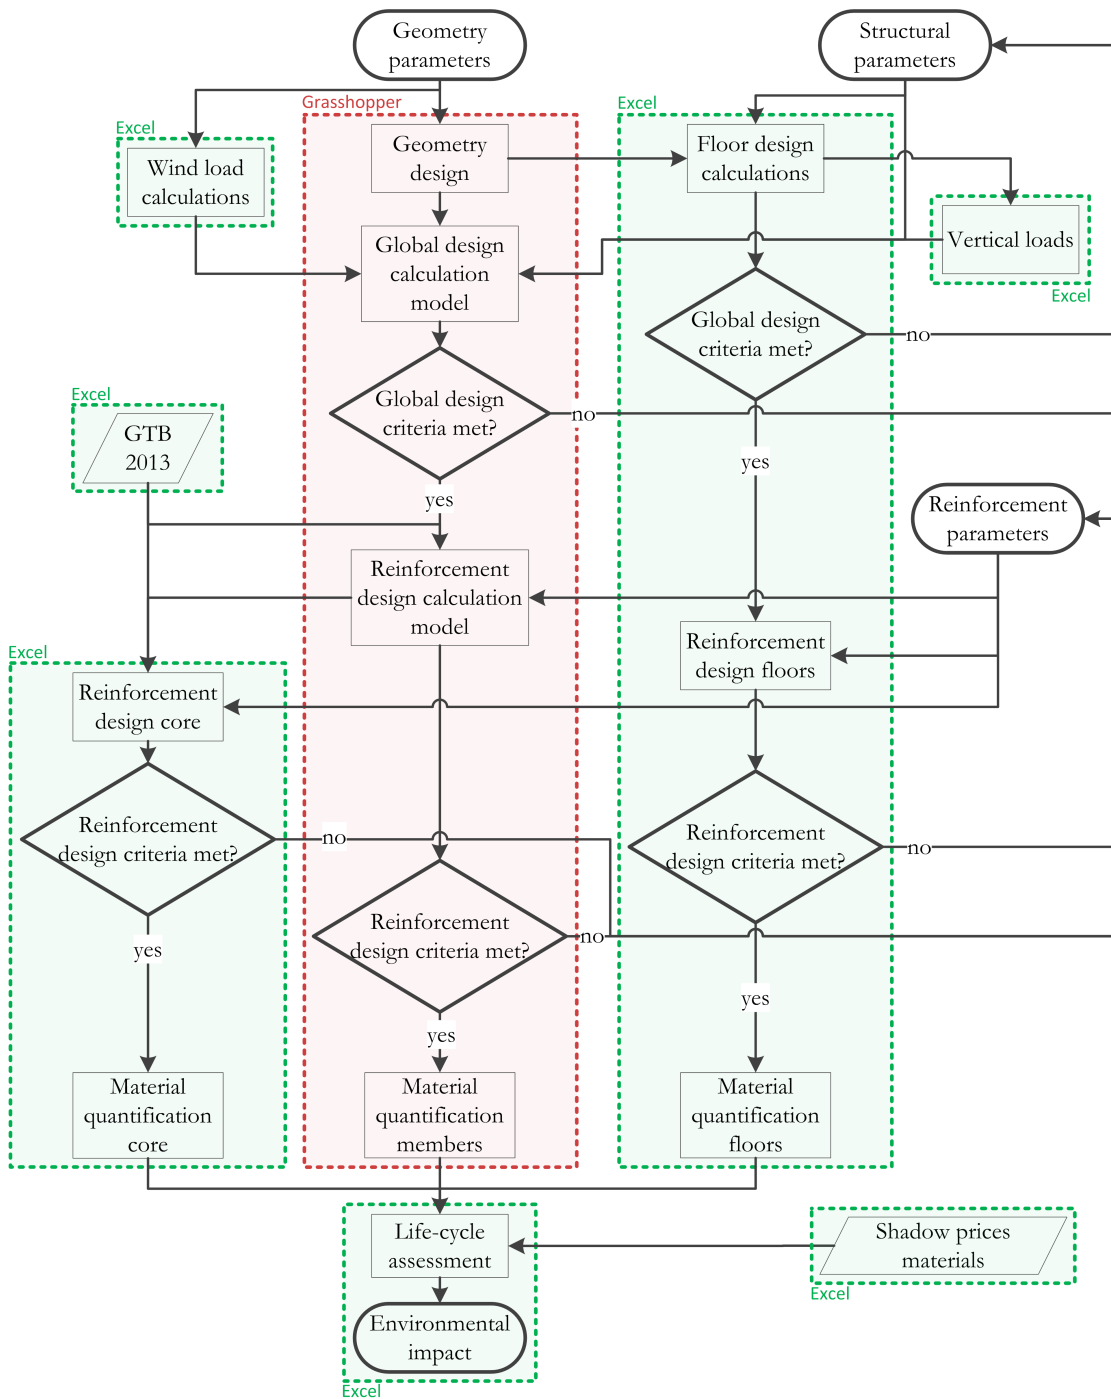 Geometry
parameters
Structural
parameters
Grasshopper
Excel
Excel
Wind load
calculations
Geometry
design
Floor design
calculations
Vertical loads
Excel
Global design
calculation
model
Global design
criteria met?
no
Global design
criteria met?
no
Excel
GTB
2013
yes
yes
Reinforcement
parameters
Reinforcement
design calculation
model
Reinforcement
design floors
Excel
Reinforcement
design core
Reinforcement
design criteria met?
no
Reinforcement
design criteria met?
no
Reinforcement
design criteria met?
no
yes
yes
yes
Material
quantification
core
Material
quantification
members
Material
quantification
floors
Life-cycle
assessment
Shadow prices
materials
Excel
Environmental
impact
Excel